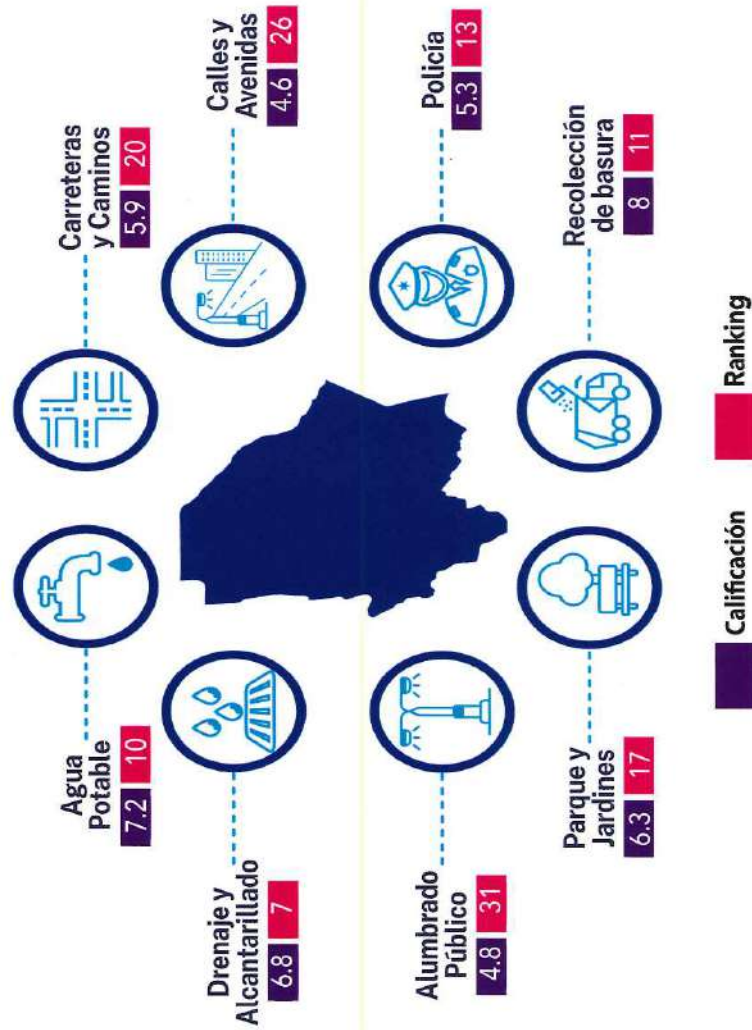 Agua
Potable
7.2 10
Carreteras
y Caminos
5.9 20
Drenaje y
Alcantarillado
6.8 7
Calles y
Avenidas
4.6 26
Alumbrado
Público
4.8 31
Policía
5.3 13
Parque y
Jardines
6.3 17
Recolección
de basura
8 11
Calificación
Ranking